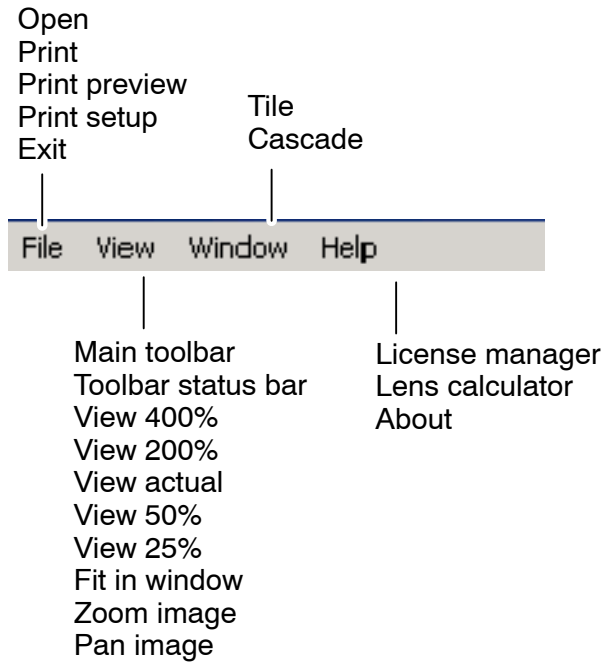 Open
Print
Print preview
Print setup
Exit
Tile
Cascade
File View Window Help
Main toolbar
Toolbar status bar
View 400%
View 200%
View actual
View 50%
View 25%
Fit in window
Zoom image
Pan image
License manager
Lens calculator
About